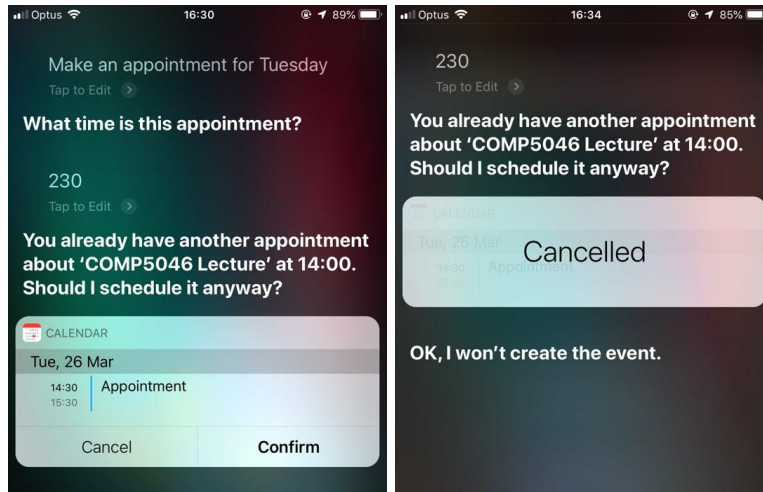 Optus 16:30 89%
Make an appointment for Tuesday
Tap to Edit
What time is this appointment?
230
Tap to Edit
You already have another appointment
about ‘COMP5046 Lecture’ at 14:00.
Should I schedule it anyway?
CALENDAR
Tue, 26 Mar
14:30 Appointment
15:30
Cancel Confirm
Optus 16:34 85%
230
Tap to Edit
You already have another appointment
about ‘COMP5046 Lecture’ at 14:00.
Should I schedule it anyway?
CALENDAR
Tue, 26 Mar
Cancelled
14:30 Appointment
15:30
OK, I won’t create the event.